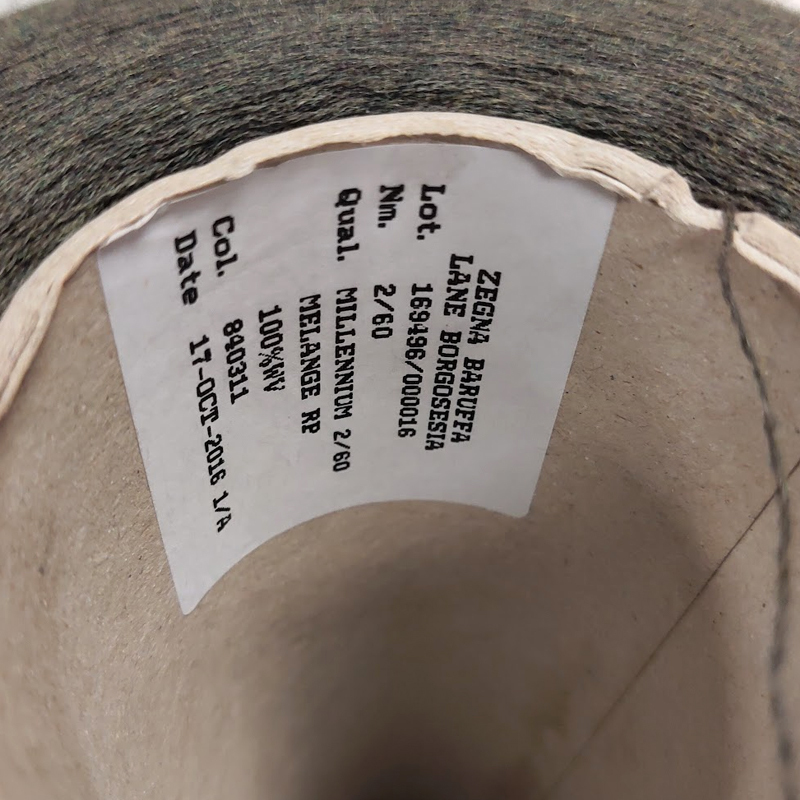 ZEGNA BARUFFA
LANE BORGOSESIA
Lot. 169496/000016
Nm. 2/60
Qual. MILLENNIUM 2/60
MELANGE RP
100%WV
Col. 840311
Date 17-OCT-2016 1/A